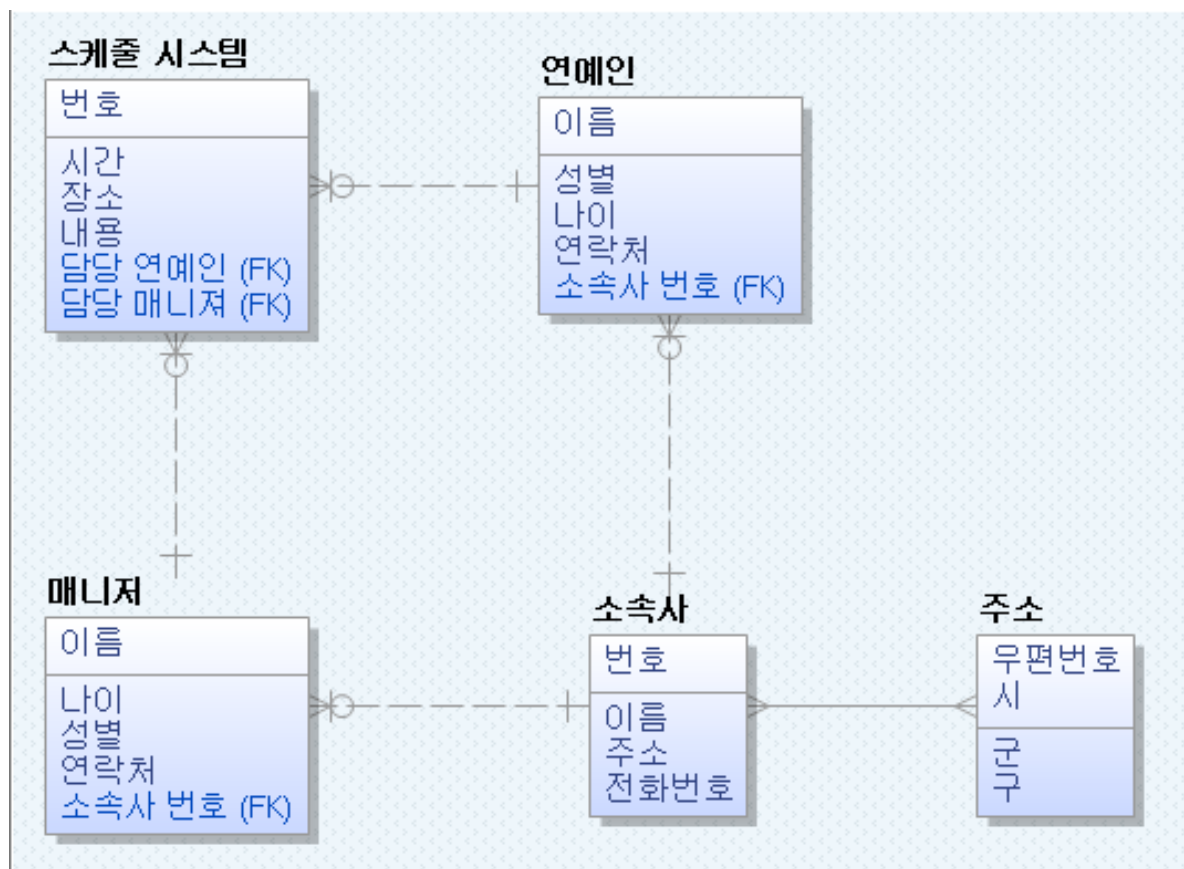 스케줄 시스템
번호
시간
장소
내용
담당 연예인 (FK)
담당 매니져 (FK)
연예인
이름
성별
나이
연락처
소속사 번호 (FK)
매니저
이름
나이
성별
연락처
소속사 번호 (FK)
소속사
번호
이름
주소
전화번호
주소
우편번호
시
군
구